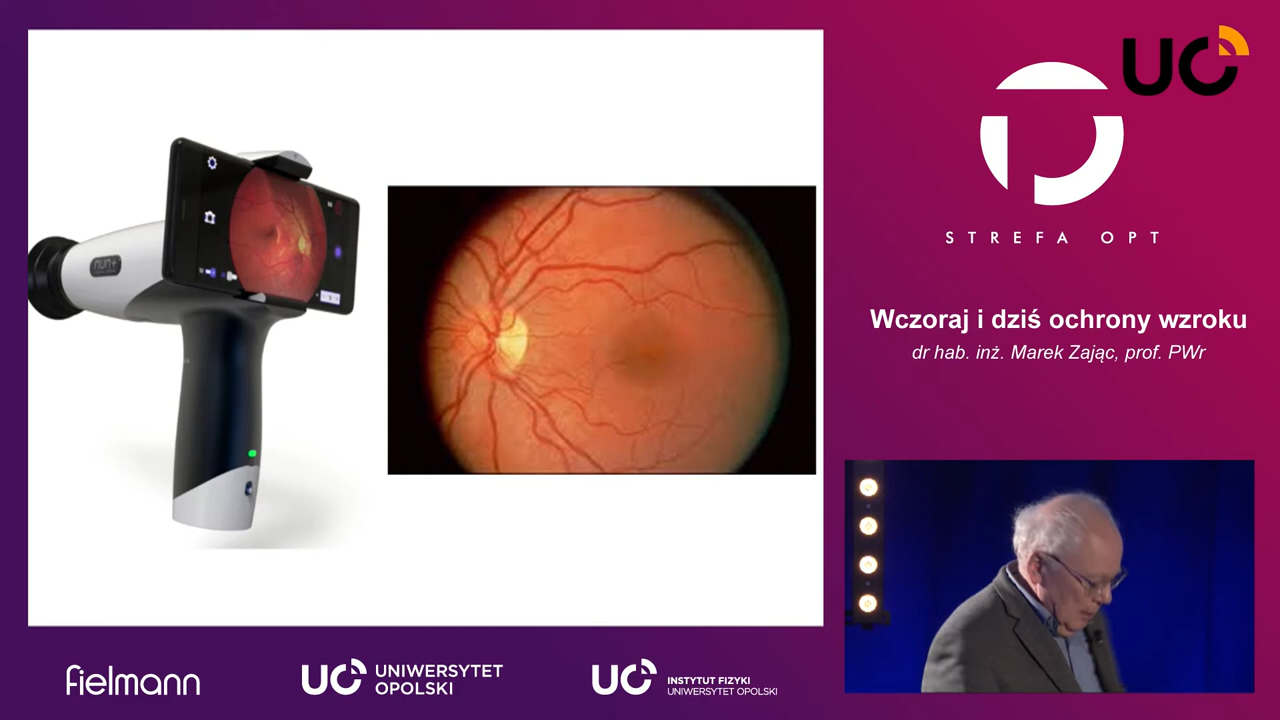 nun+
UO
STREFA OPT
Wczoraj i dziś ochrony wzroku
dr hab. inż. Marek Zając, prof. PWr
fielmann
UO UNIWERSYTET
OPOLSKI
UO INSTYTUT FIZYKI
UNIWERSYTET OPOLSKI